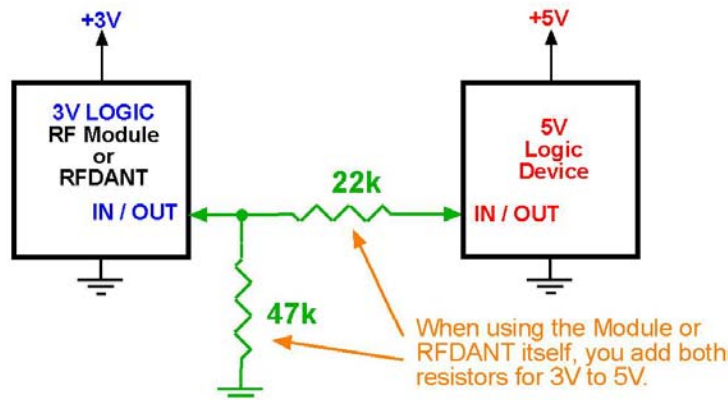 +3V
+5V
3V LOGIC
RF Module
or
RFDANT
IN / OUT
22k
5V
Logic
Device
IN / OUT
47k
When using the Module or
RFDANT itself, you add both
resistors for 3V to 5V.